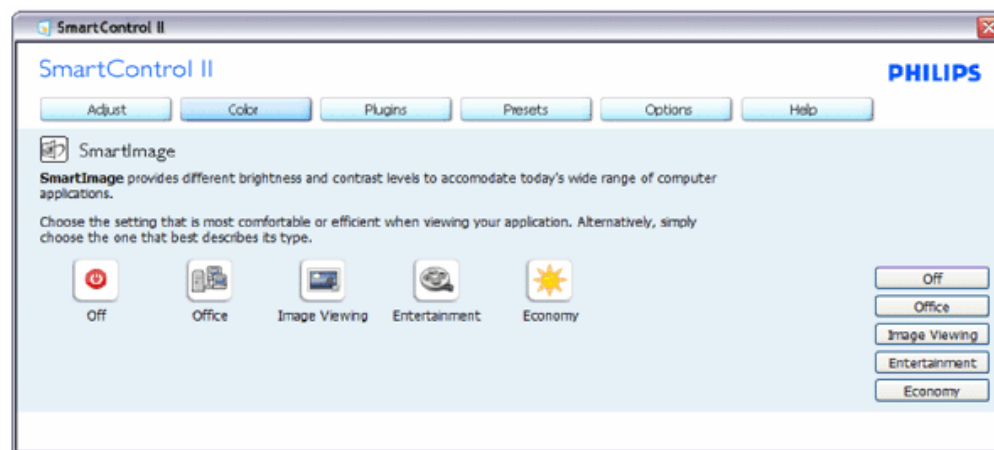 SmartControl II
SmartControl II
PHILIPS
Adjust
Color
Plugins
Presets
Options
Help
SmartImage
SmartImage provides different brightness and contrast levels to accomodate today's wide range of computer
applications.
Choose the setting that is most comfortable or efficient when viewing your application. Alternatively, simply
choose the one that best describes its type.
Off
Office
Image Viewing
Entertainment
Economy
Off
Office
Image Viewing
Entertainment
Economy